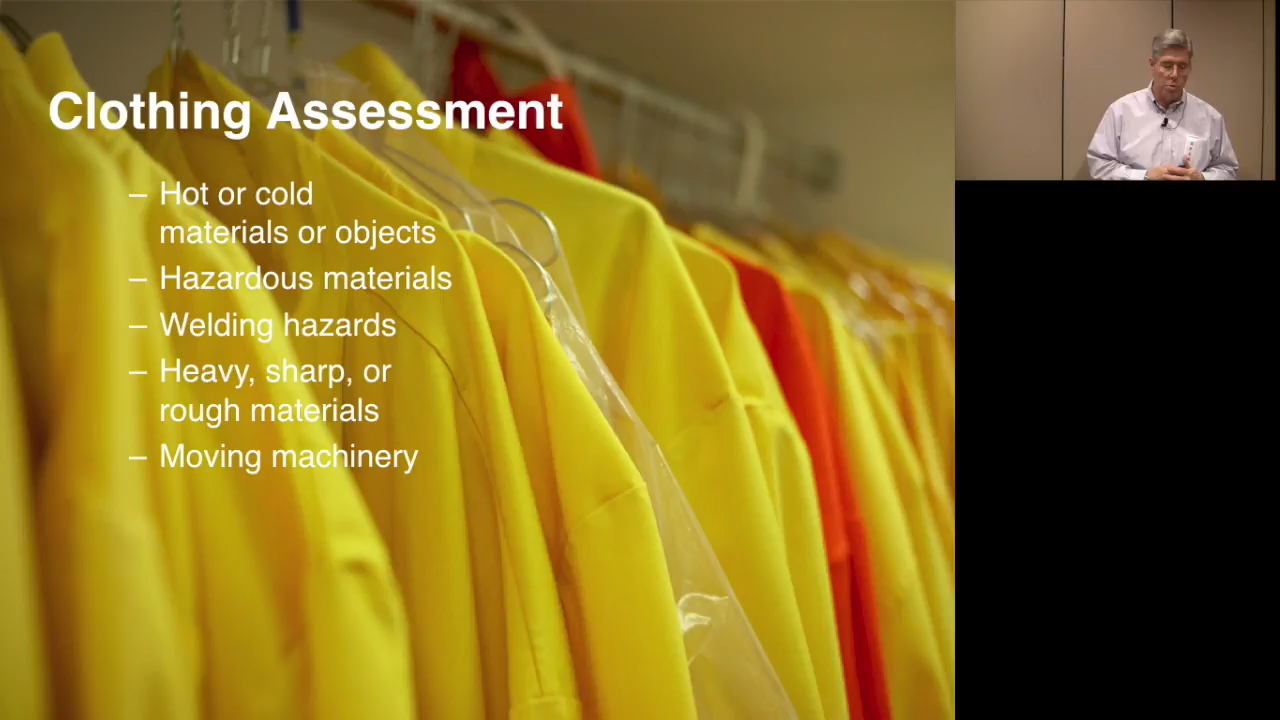 Clothing Assessment
– Hot or cold
materials or objects
– Hazardous materials
– Welding hazards
– Heavy, sharp, or
rough materials
– Moving machinery